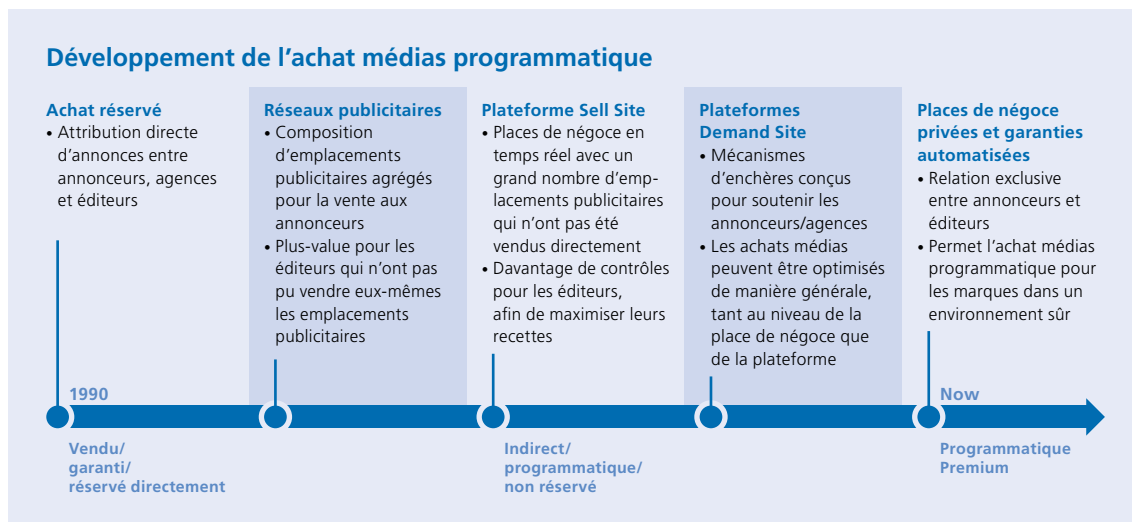 Développement de l’achat médias programmatique
Achat réservé
• Attribution directe
d’annonces entre
annonceurs, agences
et éditeurs
Réseaux publicitaires
• Composition
d’emplacements
publicitaires agrégés
pour la vente aux
annonceurs
• Plus-value pour les
éditeurs qui n’ont pas
pu vendre eux-mêmes
les emplacements
publicitaires
Plateforme Sell Site
• Places de négoce en
temps réel avec un
grand nombre d’emp-
lacements publicitaires
qui n’ont pas été
vendus directement
• Davantage de contrôles
pour les éditeurs,
afin de maximiser leurs
recettes
Plateformes
Demand Site
• Mécanismes
d’enchères conçus
pour soutenir les
annonceurs/agences
• Les achats médias
peuvent être optimisés
de manière générale,
tant au niveau de la
place de négoce que
de la plateforme
Places de négoce
privées et garanties
automatisées
• Relation exclusive
entre annonceurs et
éditeurs
• Permet l’achat médias
programmatique pour
les marques dans un
environnement sûr
1990
Now
Vendu/
garanti/
réservé directement
Indirect/
programmatique/
non réservé
Programmatique
Premium